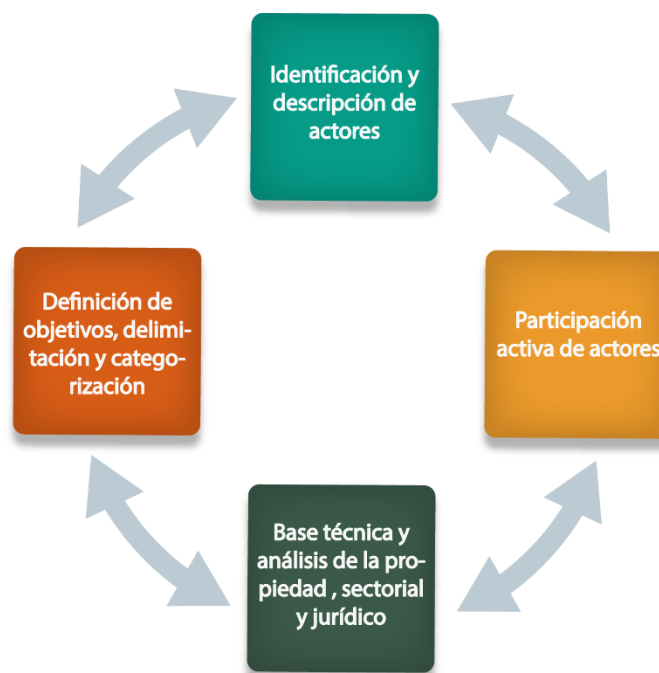 Identificación y
descripción de
actores
Definición de
objetivos, delimi-
tación y catego-
rización
Participación
activa de actores
Base técnica y
análisis de la pro-
piedad , sectorial
y jurídico